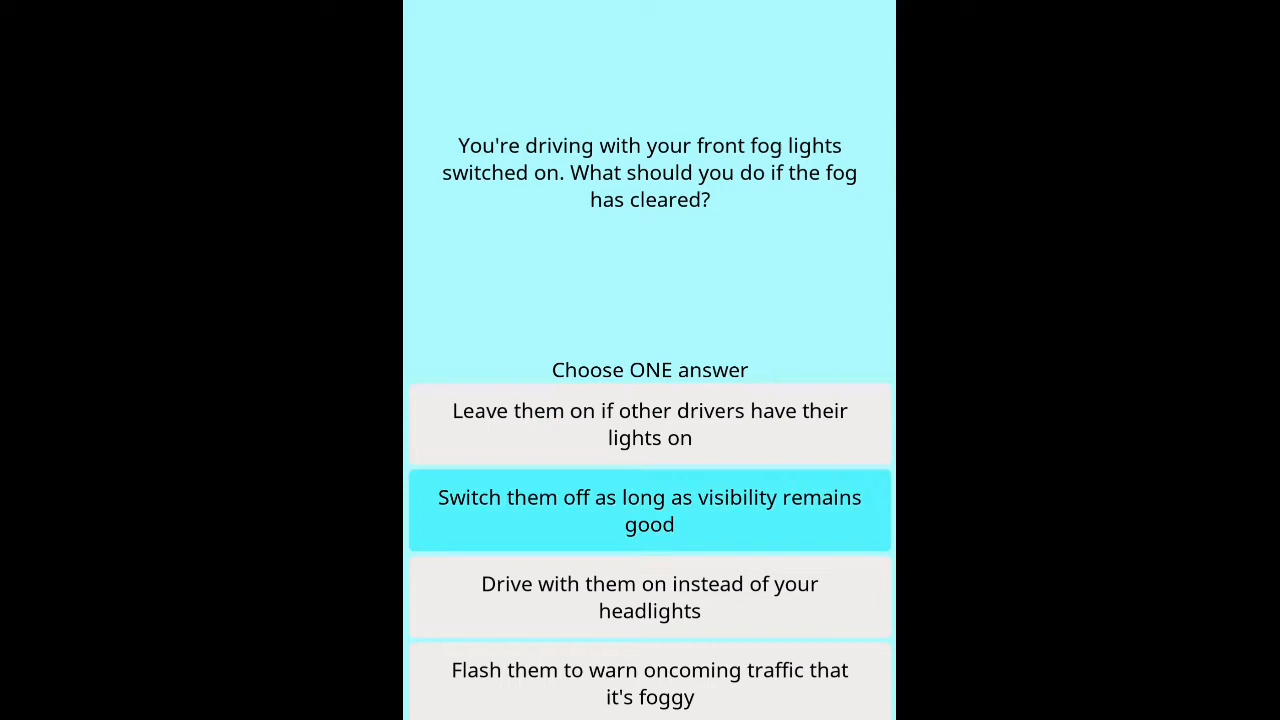 You're driving with your front fog lights
switched on. What should you do if the fog
has cleared?
Choose ONE answer
Leave them on if other drivers have their
lights on
Switch them off as long as visibility remains
good
Drive with them on instead of your
headlights
Flash them to warn oncoming traffic that
it's foggy